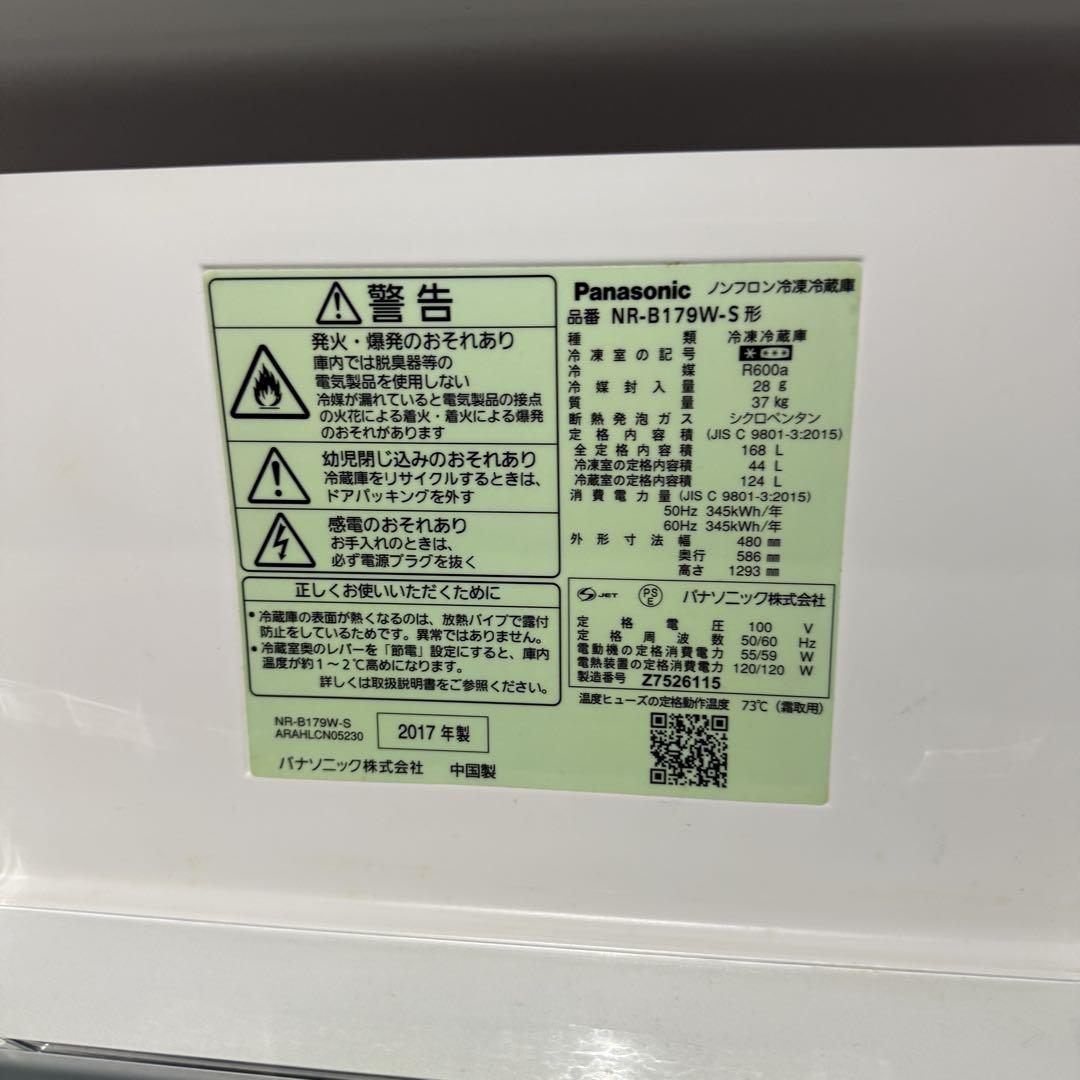 警告
発火・爆発のおそれあり
庫内では脱臭器等の
電気製品を使用しない
冷媒が漏れていると電気製品の接点
の火花による着火・着火による爆発
のおそれがあります
幼児閉じ込みのおそれあり
冷蔵庫をリサイクルするときは、
ドアパッキングを外す
感電のおそれあり
お手入れのときは、
必ず電源プラグを抜く
正しくお使いいただくために
・冷蔵庫の表面が熱くなるのは、放熱パイプで露付
防止をしているためです。異常ではありません。
・冷蔵室奥のレバーを「節電」設定にすると、庫内
温度が約1~2℃高めになります。
詳しくは取扱説明書をご参照ください。
NR-B179W-S
ARAHLCN05230
2017年製
パナソニック株式会社 中国製
Panasonic ノンフロン冷凍冷蔵庫
品番 NR-B179W-S形
種類 冷凍冷蔵庫
冷凍室の記号 ＊＊＊＊
冷媒 R600a
冷媒封入量 28 g
質量 37 kg
断熱発泡ガス シクロペンタン
定格内容積 (JIS C 9801-3:2015)
全定格内容積 168 L
冷凍室の定格内容積 44 L
冷蔵室の定格内容積 124 L
消費電力量 (JIS C 9801-3:2015)
50Hz 345kWh/年
60Hz 345kWh/年
外形寸法 幅 480 mm
奥行 586 mm
高さ 1293 mm
S JET PSE パナソニック株式会社
定格電圧 100 V
定格周波数 50/60 Hz
電動機の定格消費電力 55/59 W
電熱装置の定格消費電力 120/120 W
製造番号 Z7526115
温度ヒューズの定格動作温度 73℃(霜取用)